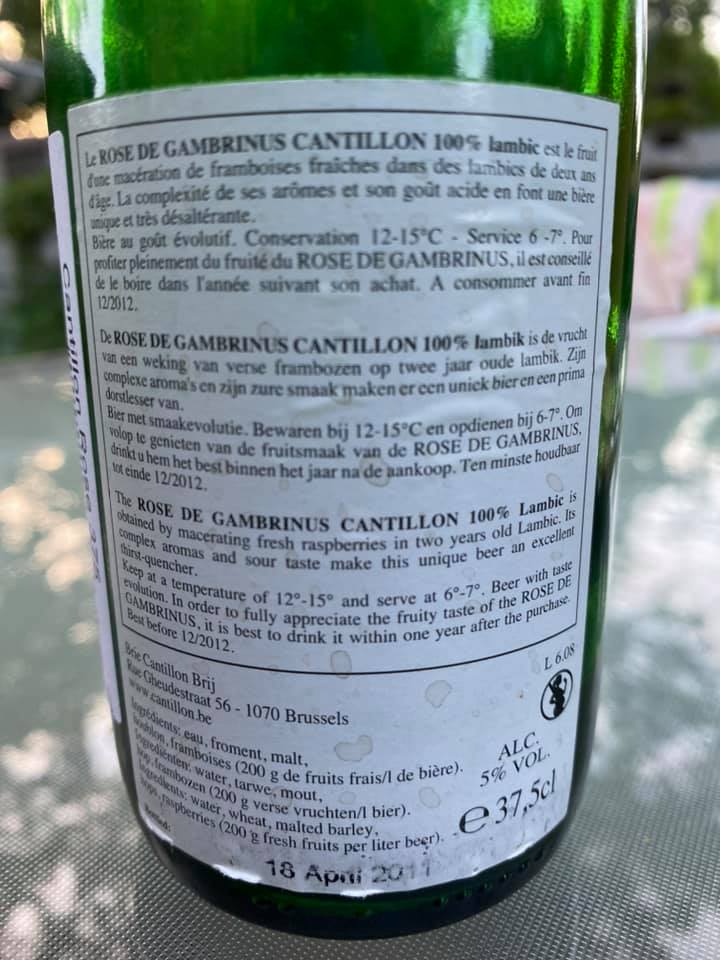 Le ROSE DE GAMBRINUS CANTILLON 100% lambic est le fruit
d'une macération de framboises fraîches dans des lambics de deux ans
d'âge. La complexité de ses arômes et son goût acide en font une bière
unique et très désaltérante.
Bière au goût évolutif. Conservation 12-15°C - Service 6 -7°. Pour
profiter pleinement du fruité du ROSE DE GAMBRINUS, il est conseillé
de le boire dans l'année suivant son achat. A consommer avant fin
12/2012.
De ROSE DE GAMBRINUS CANTILLON 100% lambik is de vrucht
van een weking van verse frambozen op twee jaar oude lambik. Zijn
complexe aroma's en zijn zure smaak maken er een uniek bier en een prima
dorstlesser van.
Bier met smaakevolutie. Bewaren bij 12-15°C en opdienen bij 6-7°. Om
volop te genieten van de fruitsmaak van de ROSE DE GAMBRINUS,
drinkt u hem het best binnen het jaar na de aankoop. Ten minste houdbaar
tot einde 12/2012.
The ROSE DE GAMBRINUS CANTILLON 100% Lambic is
obtained by macerating fresh raspberries in two years old Lambic. Its
complex aromas and sour taste make this unique beer an excellent
thirst-quencher.
Keep at a temperature of 12°-15° and serve at 6°-7°. Beer with taste
evolution. In order to fully appreciate the fruity taste of the ROSE DE
GAMBRINUS, it is best to drink it within one year after the purchase.
Best before 12/2012.
Brie Cantillon Brij
Rue Gheudestraat 56 - 1070 Brussels
www.cantillon.be
L 6.08
Ingrédients: eau, froment, malt,
houblon, framboises (200 g de fruits frais/l de bière).
Ingrediënten: water, tarwe, mout,
hop, frambozen (200 g verse vruchten/l bier).
Ingredients: water, wheat, malted barley,
hops, raspberries (200 g fresh fruits per liter beer).
ALC.
5% VOL.
e 37,5cl
Bottled:
18 April 2011
Cantillon Rose 375